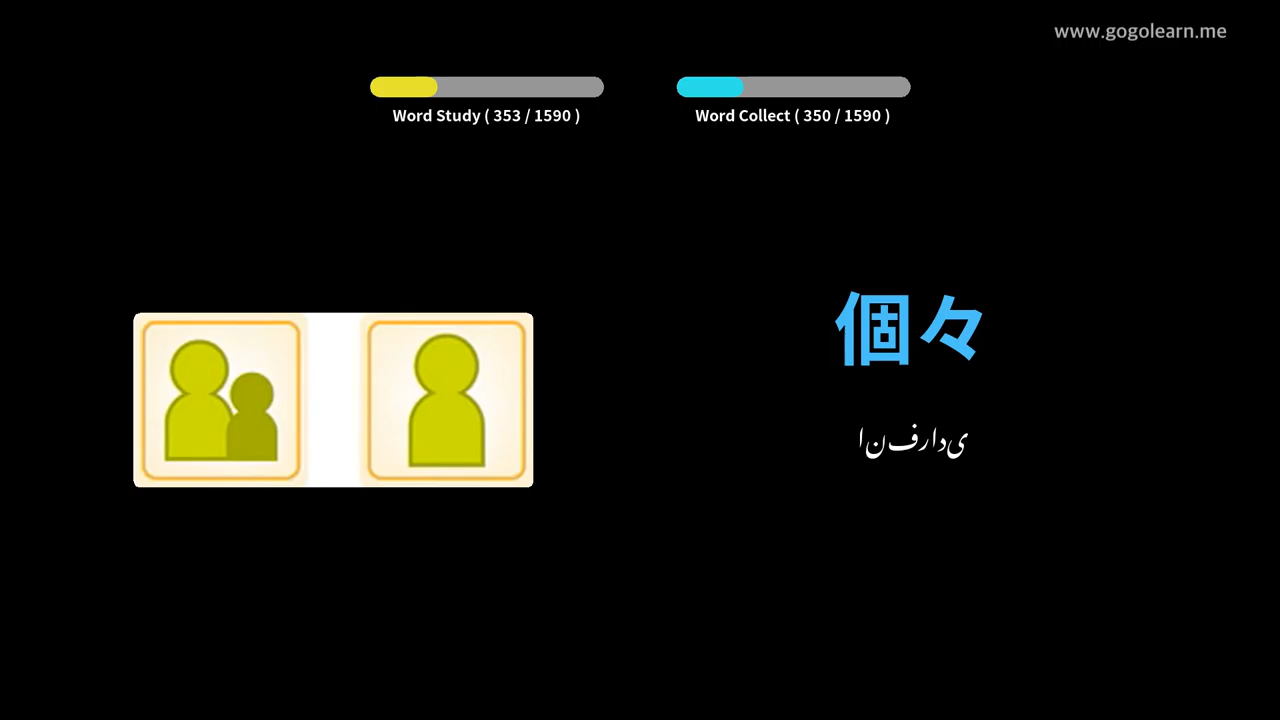 www.gogolearn.me
Word Study ( 353 / 1590 )
Word Collect ( 350 / 1590 )
個々
انفرادی